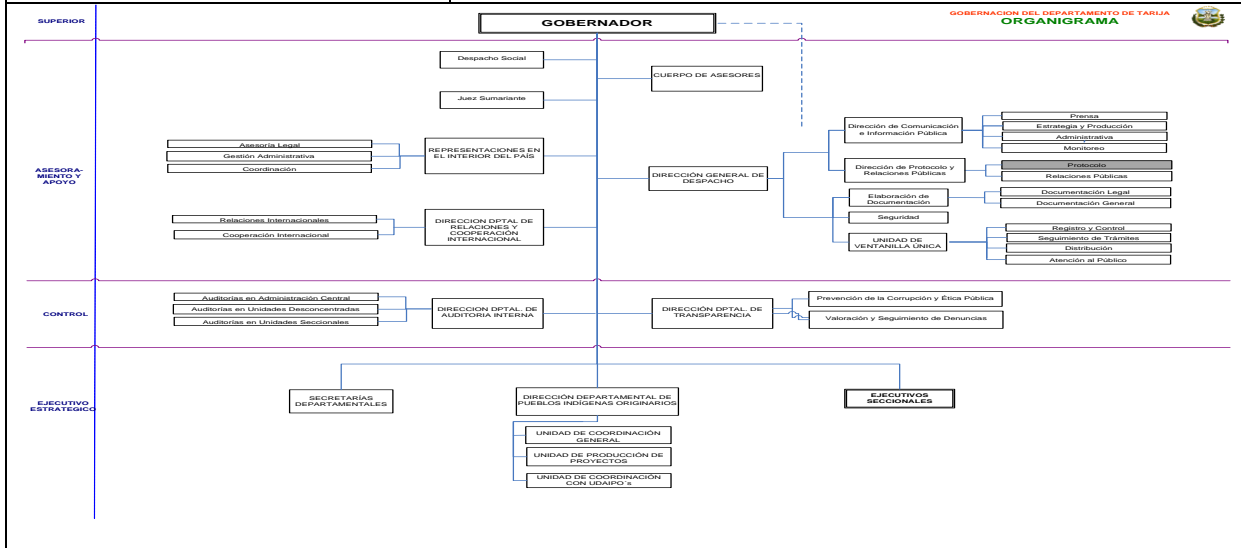 SUPERIOR
GOBERNADOR
GOBERNACION DEL DEPARTAMENTO DE TARIJA
ORGANIGRAMA
Despacho Social
CUERPO DE ASESORES
Juez Sumariante
ASESORA-
MIENTO Y
APOYO
Asesoría Legal
Gestión Administrativa
Coordinación
REPRESENTACIONES EN
EL INTERIOR DEL PAÍS
DIRECCIÓN GENERAL DE
DESPACHO
Dirección de Comunicación
e Información Pública
Prensa
Estrategia y Producción
Administrativa
Monitoreo
Dirección de Protocolo y
Relaciones Públicas
Protocolo
Relaciones Públicas
Elaboración de
Documentación
Documentación Legal
Documentación General
Seguridad
UNIDAD DE
VENTANILLA ÚNICA
Registro y Control
Seguimiento de Trámites
Distribución
Atención al Público
Relaciones Internacionales
Cooperación Internacional
DIRECCION DPTAL DE
RELACIONES Y
COOPERACIÓN
INTERNACIONAL
CONTROL
Auditorías en Administración Central
Auditorías en Unidades Desconcentradas
Auditorías en Unidades Seccionales
DIRECCION DPTAL. DE
AUDITORIA INTERNA
DIRECCIÓN DPTAL. DE
TRANSPARENCIA
Prevención de la Corrupción y Ética Pública
Valoración y Seguimiento de Denuncias
EJECUTIVO
ESTRATEGICO
SECRETARÍAS
DEPARTAMENTALES
DIRECCIÓN DEPARTAMENTAL DE
PUEBLOS INDÍGENAS ORIGINARIOS
EJECUTIVOS
SECCIONALES
UNIDAD DE COORDINACIÓN
GENERAL
UNIDAD DE PRODUCCIÓN DE
PROYECTOS
UNIDAD DE COORDINACIÓN
CON UDAIPO´s